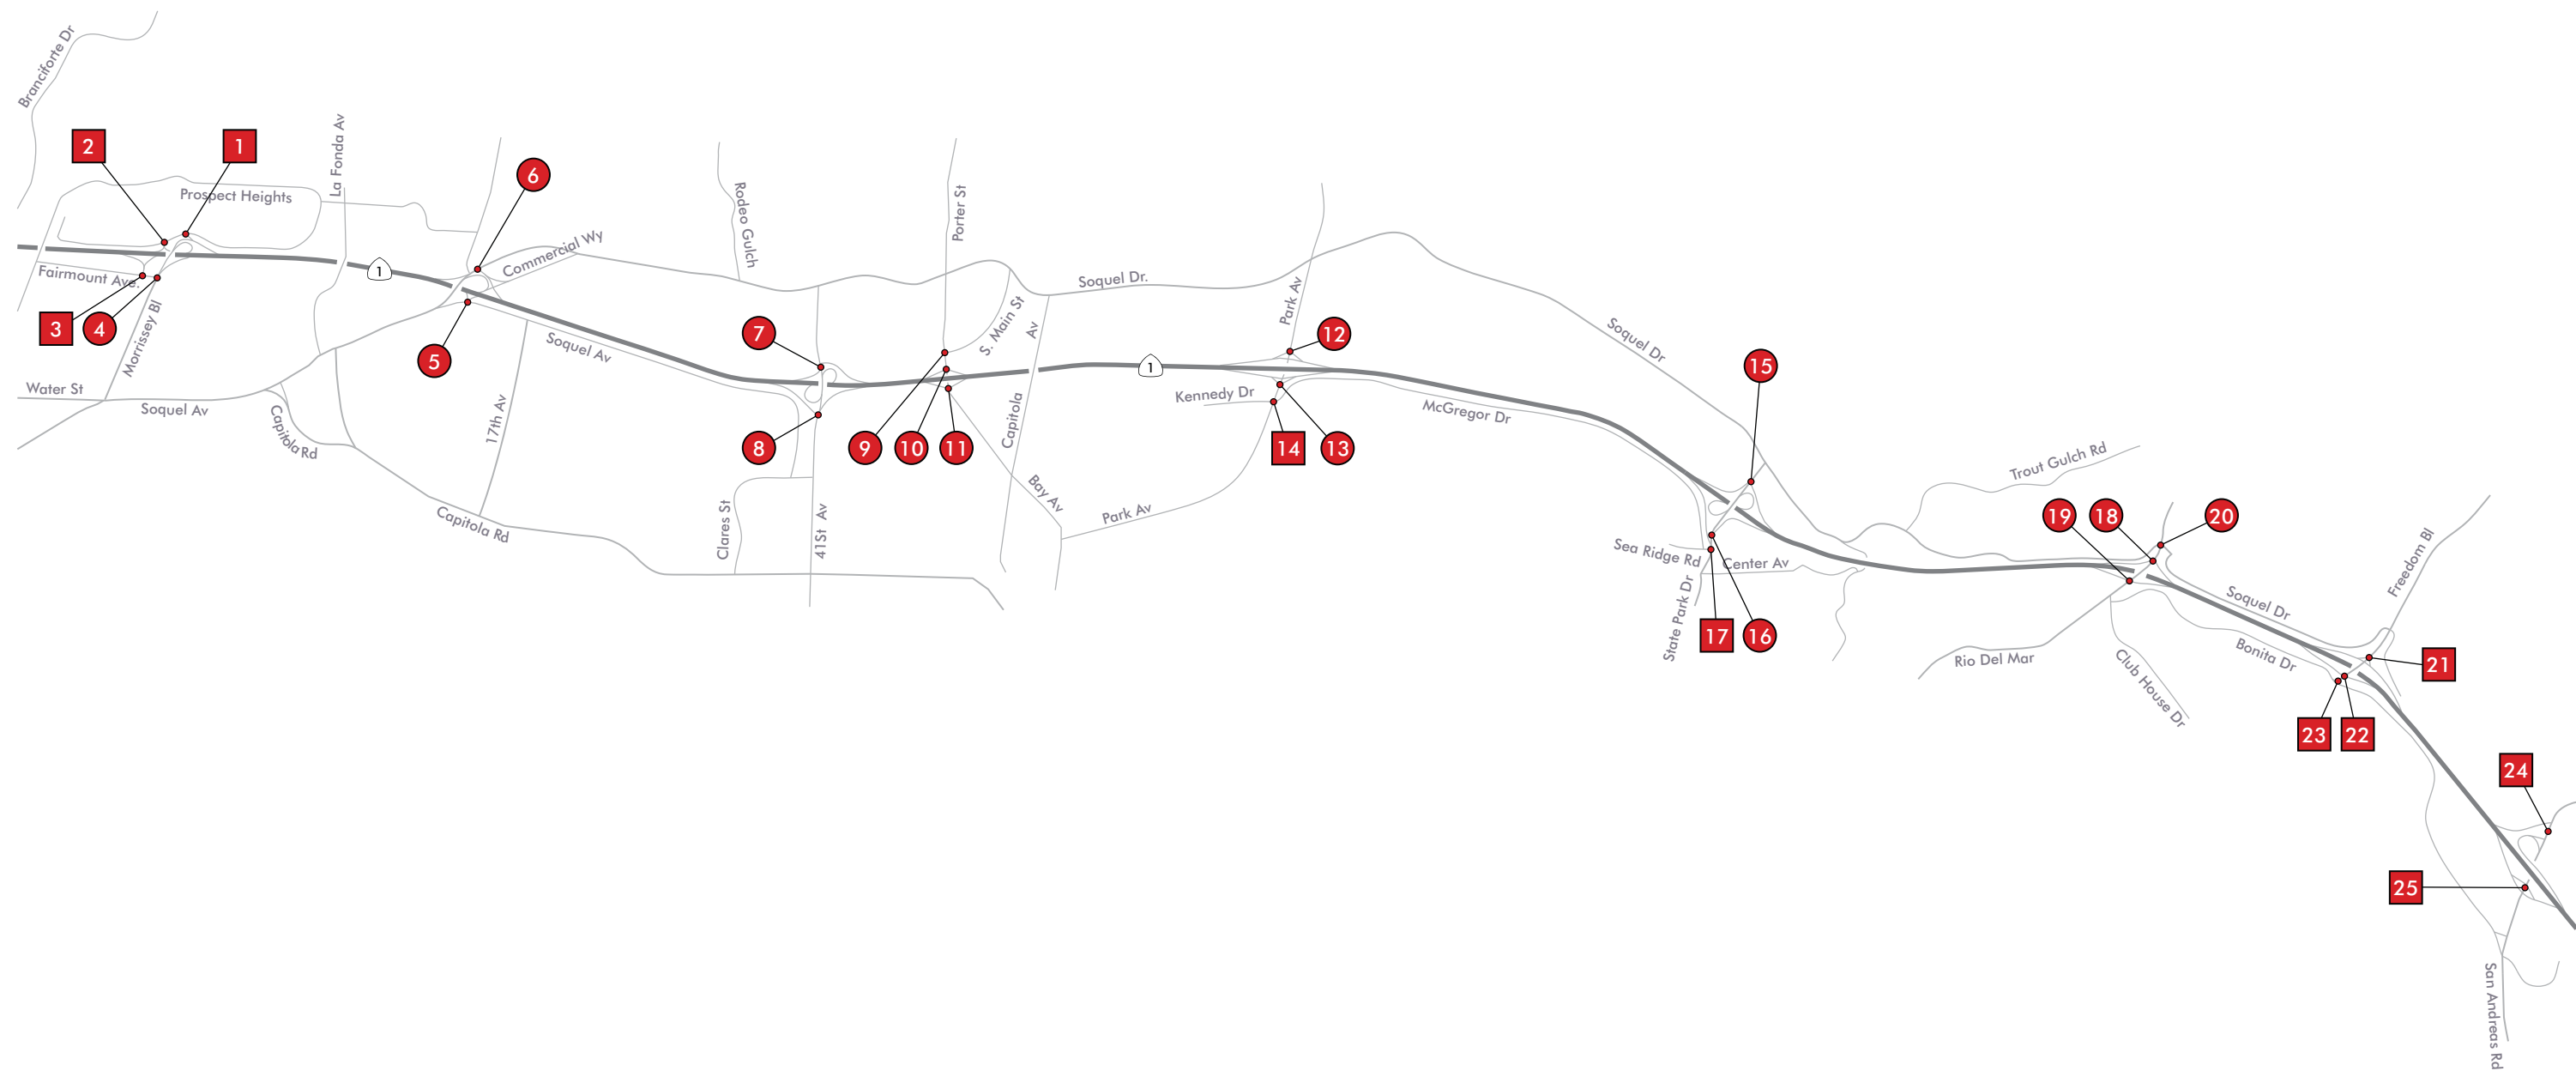 Branciforte Dr
2
1
La Fonda Av
Prospect Heights
6
Commercial Wy
Rodeo Gulch
Porter St
Fairmount Ave.
1
3
4
Morrissey Bl
5
Soquel Av
Water St
Soquel Av
Capitola Rd
17th Av
Capitola Rd
7
8
Clares St
41St Av
9
10
11
S. Main St
Capitola Av
Bay Av
Soquel Dr.
1
Park Av
12
Kennedy Dr
14
13
Park Av
McGregor Dr
Soquel Dr
15
Sea Ridge Rd
Center Av
State Park Dr
17
16
Trout Gulch Rd
19
18
20
Rio Del Mar
Club House Dr
Soquel Dr
Bonita Dr
Freedom Bl
21
23
22
24
25
San Andreas Rd